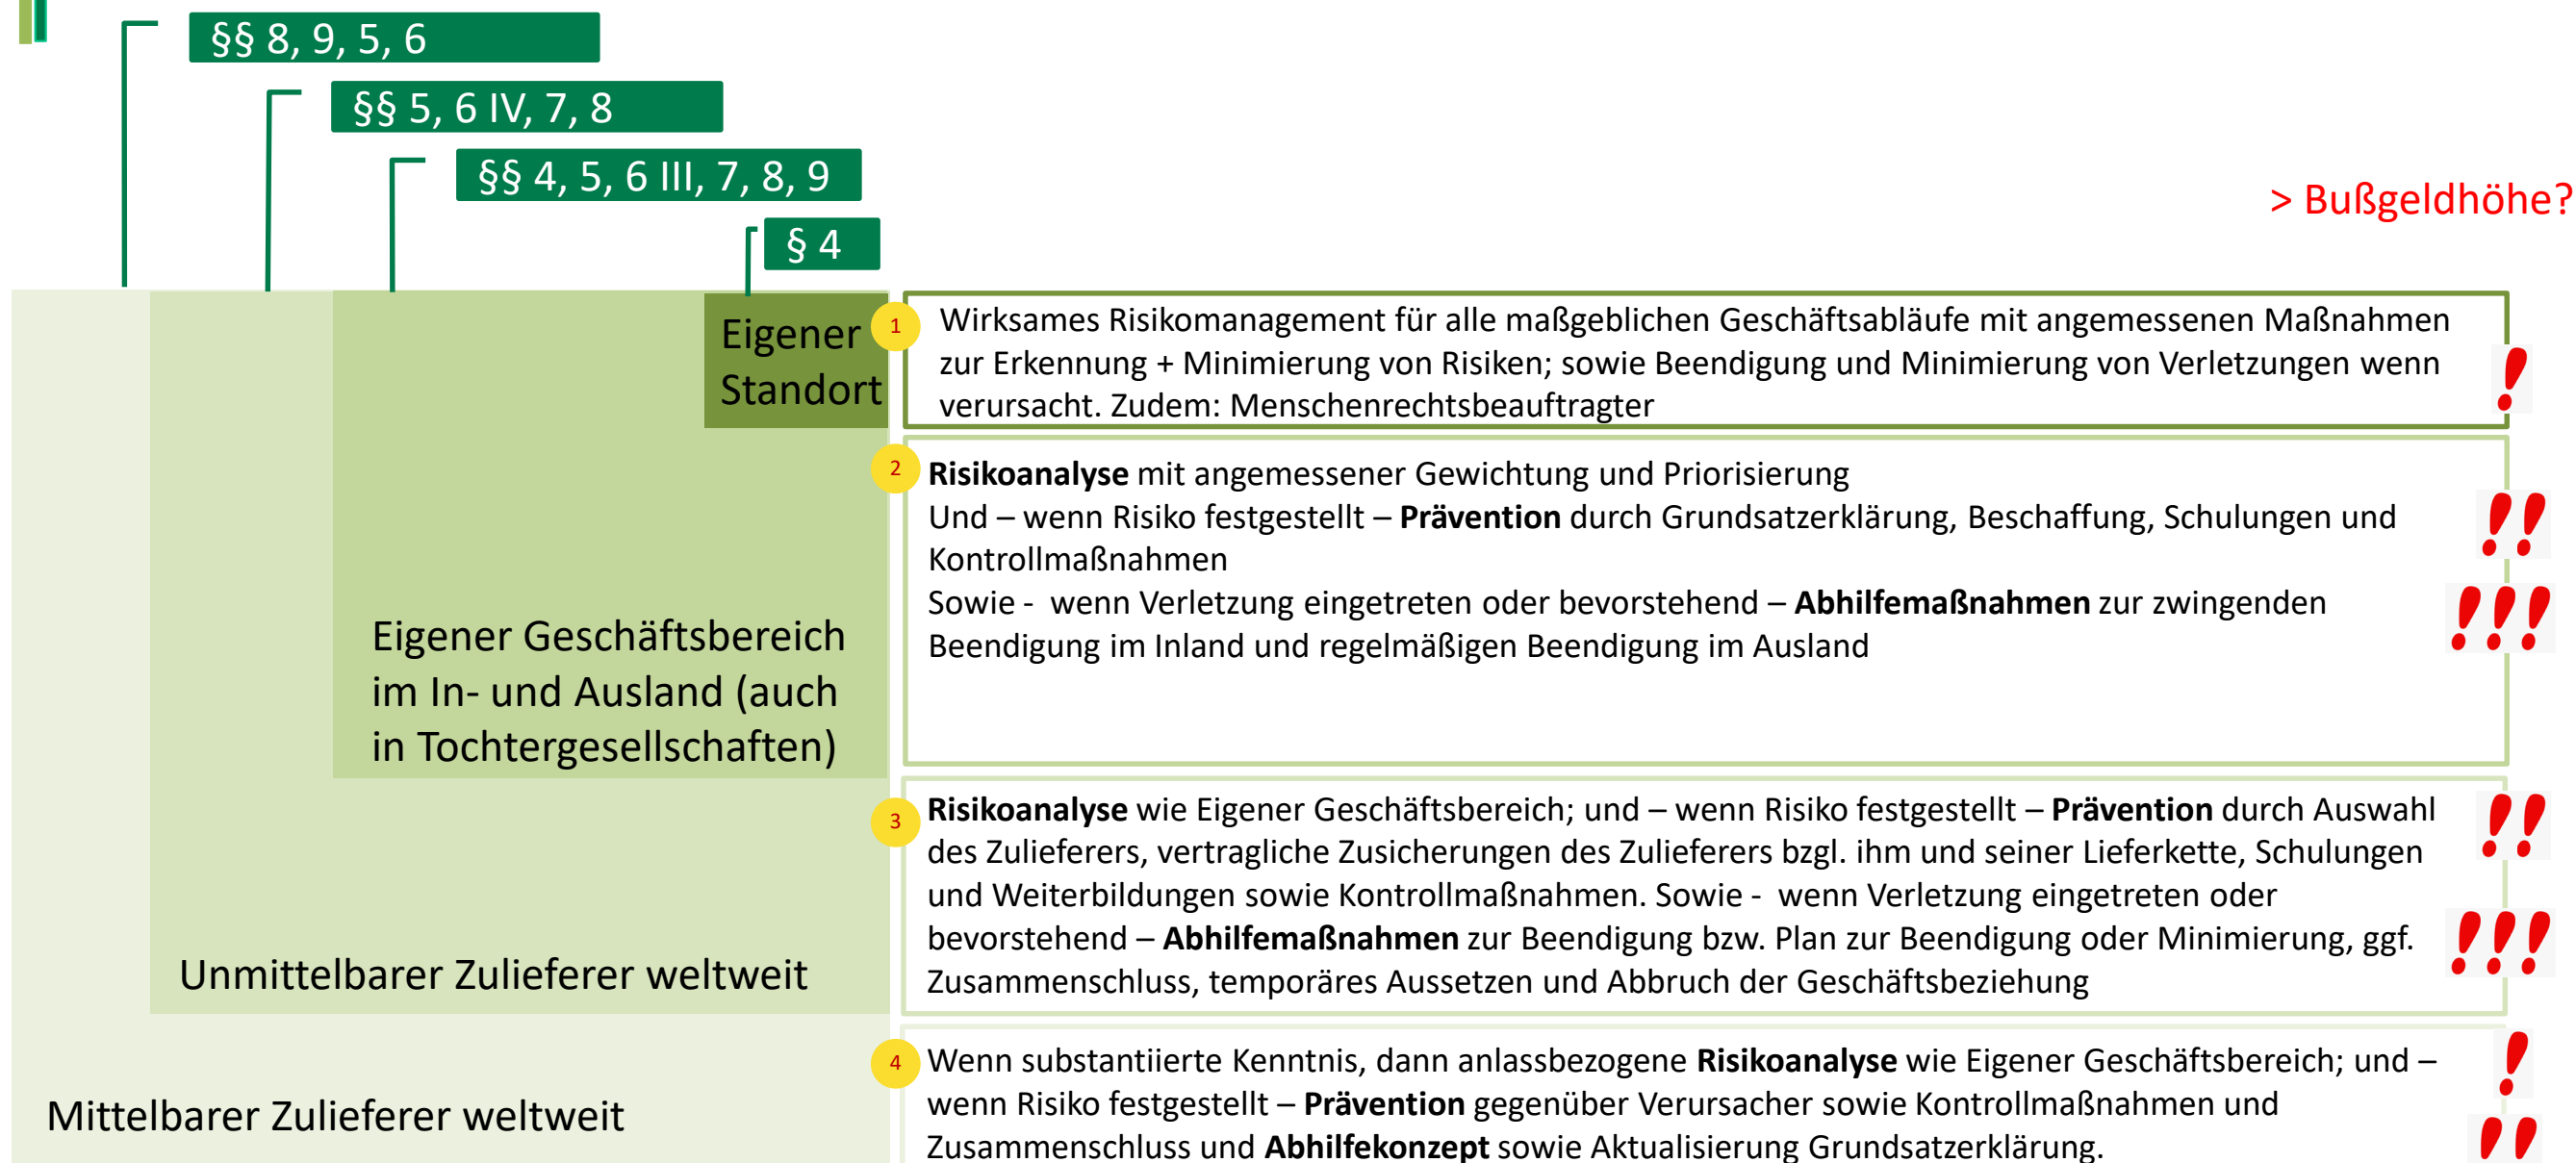 §§ 8, 9, 5, 6
§§ 5, 6 IV, 7, 8
§§ 4, 5, 6 III, 7, 8, 9
> Bußgeldhöhe?
§ 4
Eigener
Standort
1
Wirksames Risikomanagement für alle maßgeblichen Geschäftsabläufe mit angemessenen Maßnahmen
zur Erkennung + Minimierung von Risiken; sowie Beendigung und Minimierung von Verletzungen wenn
verursacht. Zudem: Menschenrechtsbeauftragter
!
Eigener Geschäftsbereich
im In- und Ausland (auch
in Tochtergesellschaften)
2
Risikoanalyse mit angemessener Gewichtung und Priorisierung
Und – wenn Risiko festgestellt – Prävention durch Grundsatzerklärung, Beschaffung, Schulungen und
Kontrollmaßnahmen
!!
Sowie - wenn Verletzung eingetreten oder bevorstehend – Abhilfemaßnahmen zur zwingenden
Beendigung im Inland und regelmäßigen Beendigung im Ausland
!!!
Unmittelbarer Zulieferer weltweit
3
Risikoanalyse wie Eigener Geschäftsbereich; und – wenn Risiko festgestellt – Prävention durch Auswahl
des Zulieferers, vertragliche Zusicherungen des Zulieferers bzgl. ihm und seiner Lieferkette, Schulungen
und Weiterbildungen sowie Kontrollmaßnahmen. Sowie - wenn Verletzung eingetreten oder
bevorstehend – Abhilfemaßnahmen zur Beendigung bzw. Plan zur Beendigung oder Minimierung, ggf.
Zusammenschluss, temporäres Aussetzen und Abbruch der Geschäftsbeziehung
!!
!!!
Mittelbarer Zulieferer weltweit
4
Wenn substantiierte Kenntnis, dann anlassbezogene Risikoanalyse wie Eigener Geschäftsbereich; und –
wenn Risiko festgestellt – Prävention gegenüber Verursacher sowie Kontrollmaßnahmen und
Zusammenschluss und Abhilfekonzept sowie Aktualisierung Grundsatzerklärung.
!
!!